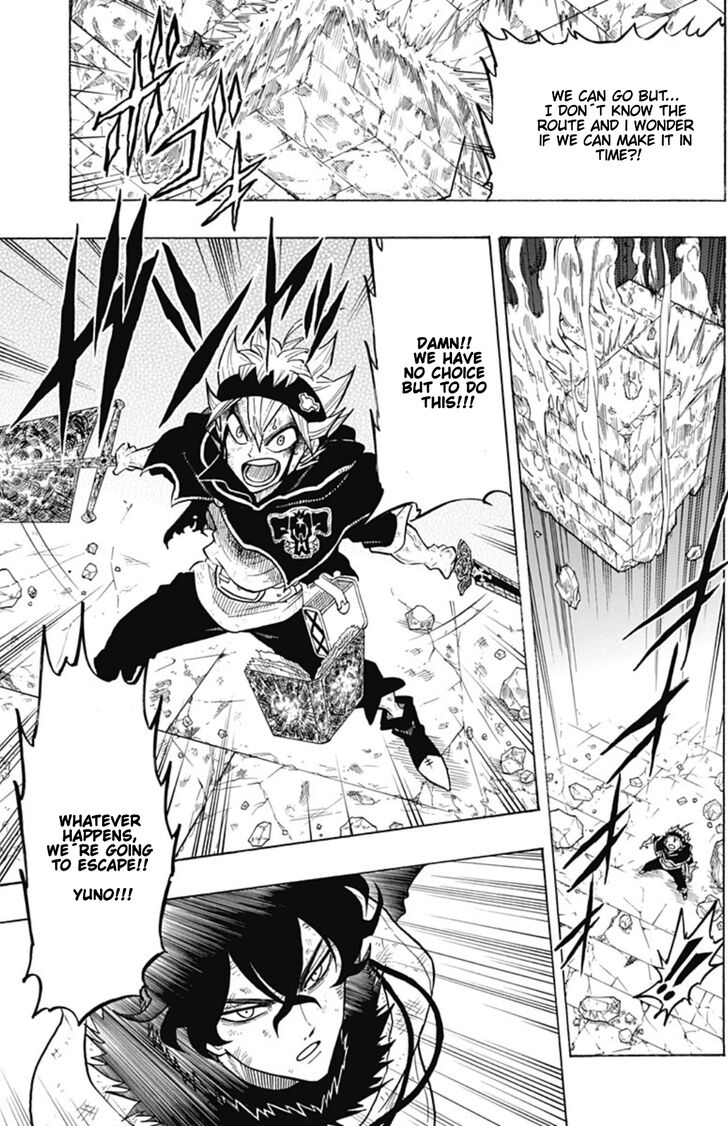 WE CAN GO BUT...
I DON´T KNOW THE
ROUTE AND I WONDER
IF WE CAN MAKE IT IN
TIME?!
DAMN!!
WE HAVE
NO CHOICE
BUT TO DO
THIS!!!
WHATEVER
HAPPENS,
WE´RE GOING
TO ESCAPE!!
YUNO!!!